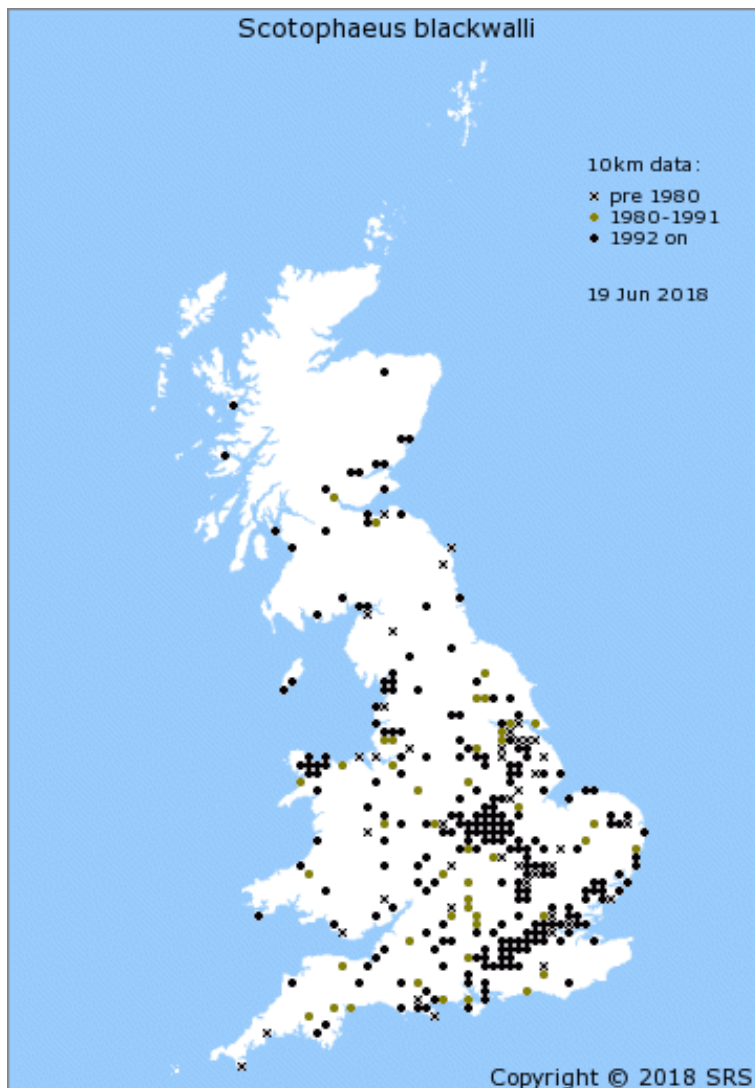 Scotophaeus blackwalli
10km data:
pre 1980
1980-1991
1992 on
19 Jun 2018
Copyright © 2018 SRS